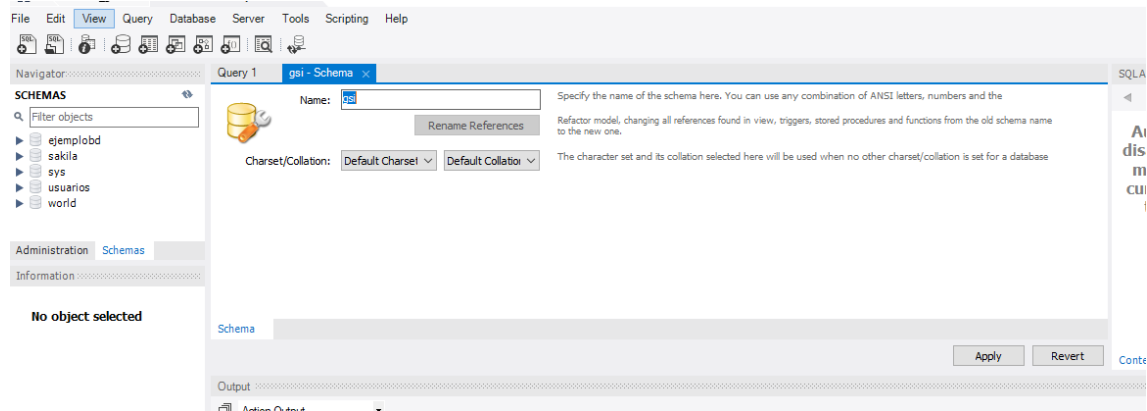 File Edit View Query Database Server Tools Scripting Help
SQL SQL
Navigator
SCHEMAS
Filter objects
ejemplobd
sakila
sys
usuarios
world
Administration Schemas
Information
No object selected
Query 1 gsi - Schema ×
Name: gsi
Specify the name of the schema here. You can use any combination of ANSI letters, numbers and the
Rename References
Refactor model, changing all references found in view, triggers, stored procedures and functions from the old schema name
to the new one.
Charset/Collation: Default Charset Default Collation
The character set and its collation selected here will be used when no other charset/collation is set for a database
Schema
Apply Revert
Output
Action Output
SQLA
Conte